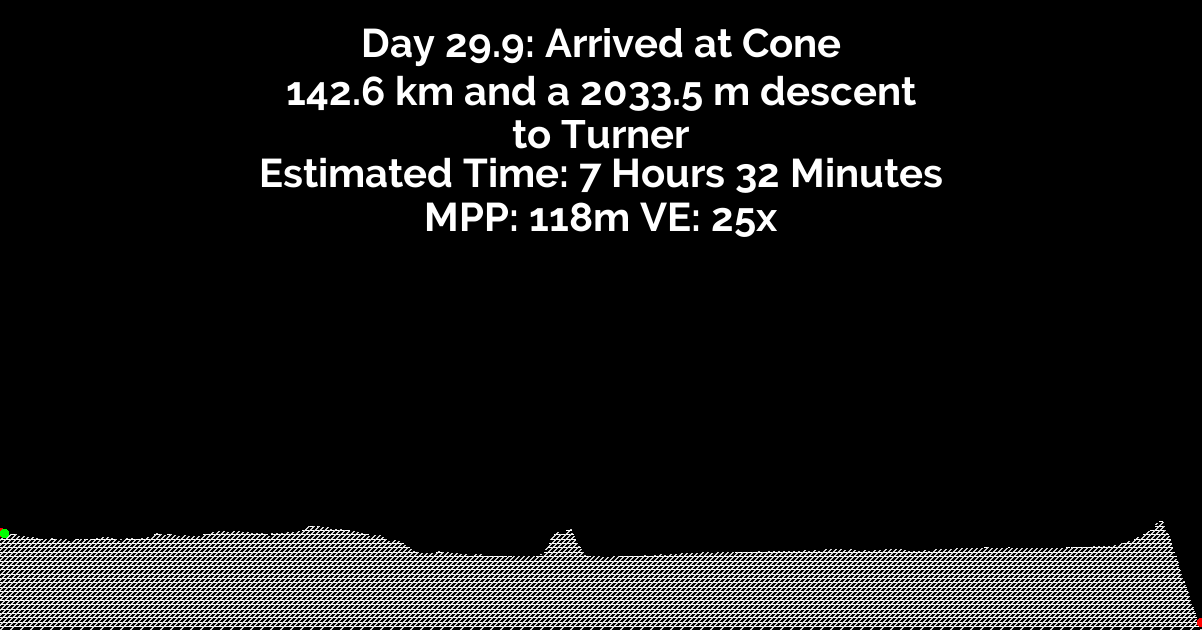 Day 29.9: Arrived at Cone
142.6 km and a 2033.5 m descent
to Turner
Estimated Time: 7 Hours 32 Minutes
MPP: 118m VE: 25x